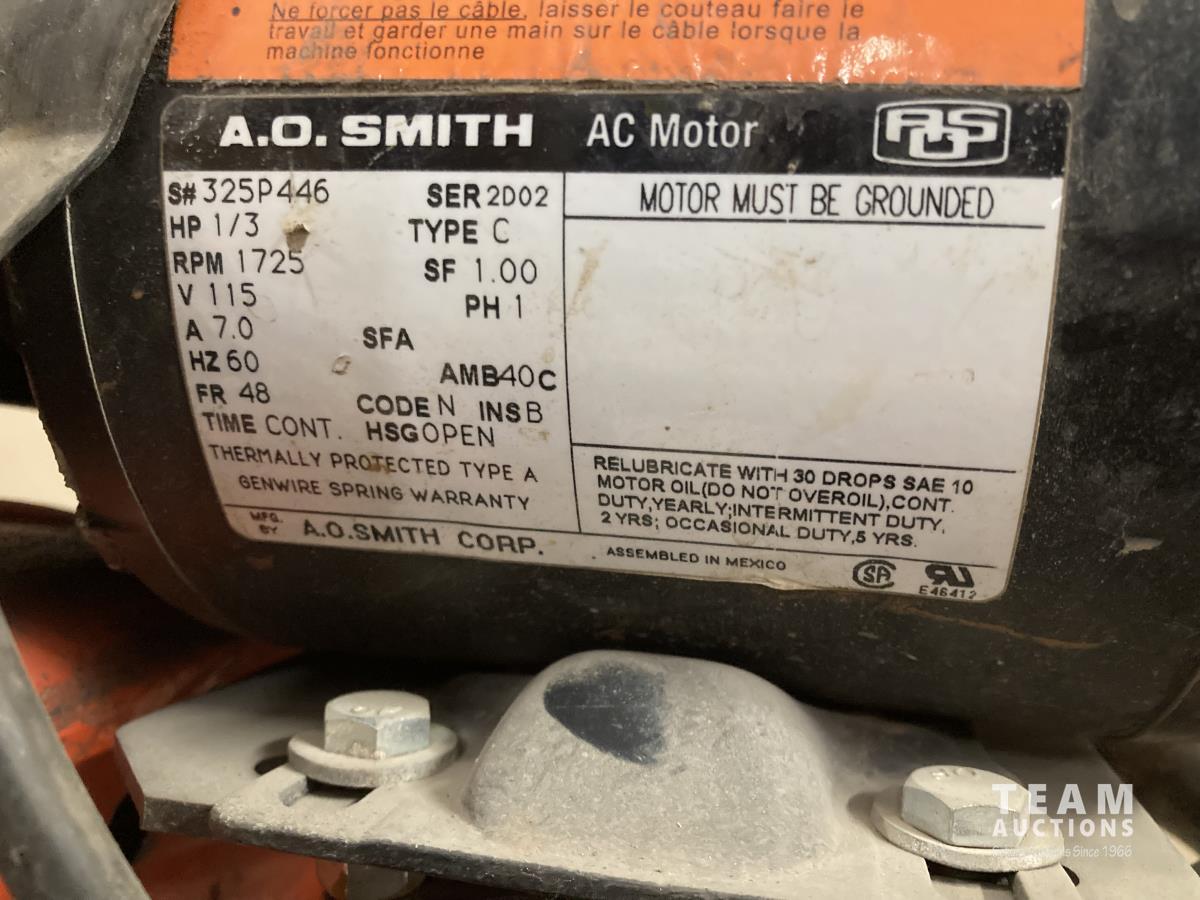 • Ne forcer pas le câble, laisser le couteau faire le
travail et garder une main sur le câble lorsque la
machine fonctionne
A.O. SMITH AC Motor AOS
S# 325P446 SER 2D02
HP 1/3 TYPE C
RPM 1725 SF 1.00
V 115 PH 1
A 7.0 SFA
HZ 60 AMB 40 C
FR 48 CODE N INS B
TIME CONT. HSG OPEN
THERMALLY PROTECTED TYPE A
GENWIRE SPRING WARRANTY
MOTOR MUST BE GROUNDED
RELUBRICATE WITH 30 DROPS SAE 10
MOTOR OIL(DO NOT OVEROIL),CONT.
DUTY,YEARLY;INTERMITTENT DUTY,
2 YRS; OCCASIONAL DUTY,5 YRS.
MFG. BY A.O.SMITH CORP.
ASSEMBLED IN MEXICO
SA
E46412
TEAM
AUCTIONS
Since 1966